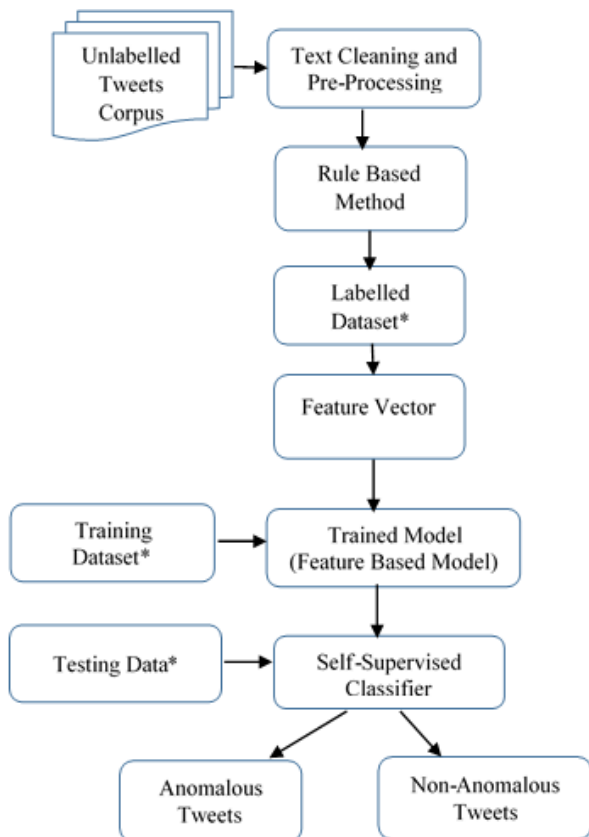 Unlabelled
Tweets
Corpus
Text Cleaning and
Pre-Processing
Rule Based
Method
Labelled
Dataset*
Feature Vector
Training
Dataset*
Trained Model
(Feature Based Model)
Testing Data*
Self-Supervised
Classifier
Anomalous
Tweets
Non-Anomalous
Tweets